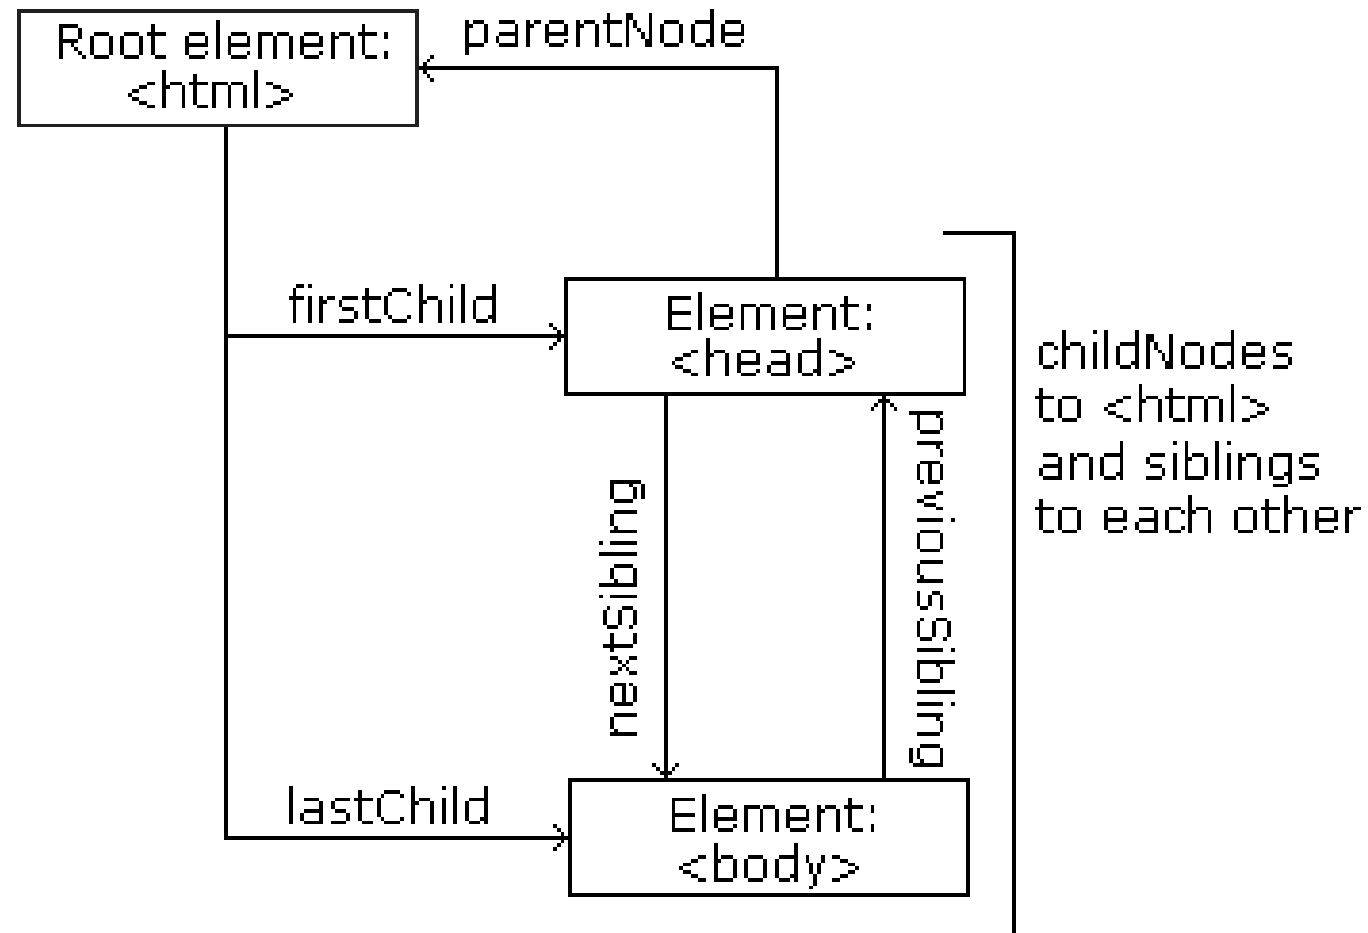 Root element:
<html>
parentNode
firstChild
Element:
<head>
childNodes
to <html>
and siblings
to each other
nextSibling
previousSibling
lastChild
Element:
<body>